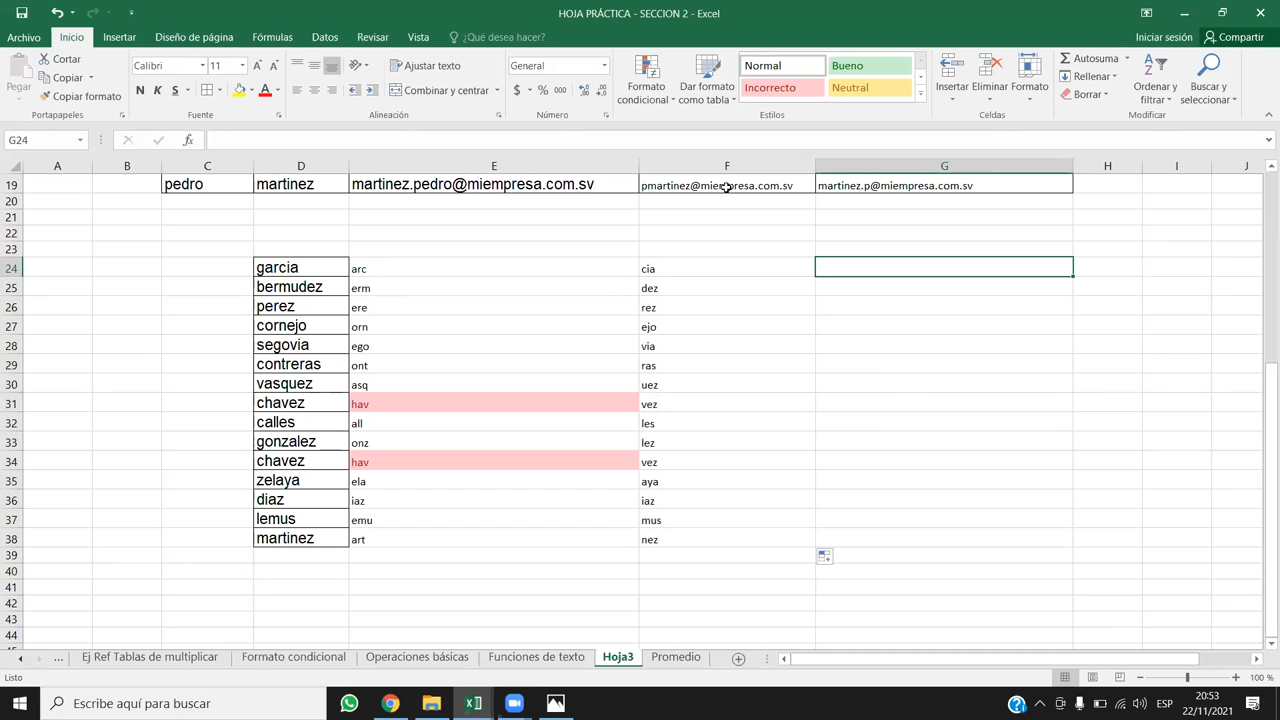 HOJA PRÁCTICA - SECCION 2 - Excel
Archivo Inicio Insertar Diseño de página Fórmulas Datos Revisar Vista ¿Qué desea hacer? Iniciar sesión Compartir
Pegar
Cortar
Copiar
Copiar formato
Portapapeles
Calibri 11
N K S
Fuente
Ajustar texto
Combinar y centrar
Alineación
General
$ % 000
Número
Formato condicional
Dar formato como tabla
Normal Bueno
Incorrecto Neutral
Estilos
Insertar Eliminar Formato
Celdas
Autosuma
Rellenar
Borrar
Ordenar y filtrar
Buscar y seleccionar
Modificar
G24 fx
A B C D E F G H I J
19 pedro martinez martinez.pedro@miempresa.com.sv pmartinez@miempresa.com.sv martinez.p@miempresa.com.sv
20
21
22
23
24 garcia arc cia
25 bermudez erm dez
26 perez ere rez
27 cornejo orn ejo
28 segovia ego via
29 contreras ont ras
30 vasquez asq uez
31 chavez hav vez
32 calles all les
33 gonzalez onz lez
34 chavez hav vez
35 zelaya ela aya
36 diaz iaz iaz
37 lemus emu mus
38 martinez art nez
39
40
41
42
43
44
... Ej Ref Tablas de multiplicar Formato condicional Operaciones básicas Funciones de texto Hoja3 Promedio
Listo 100 %
Escribe aquí para buscar ESP 20:53
22/11/2021